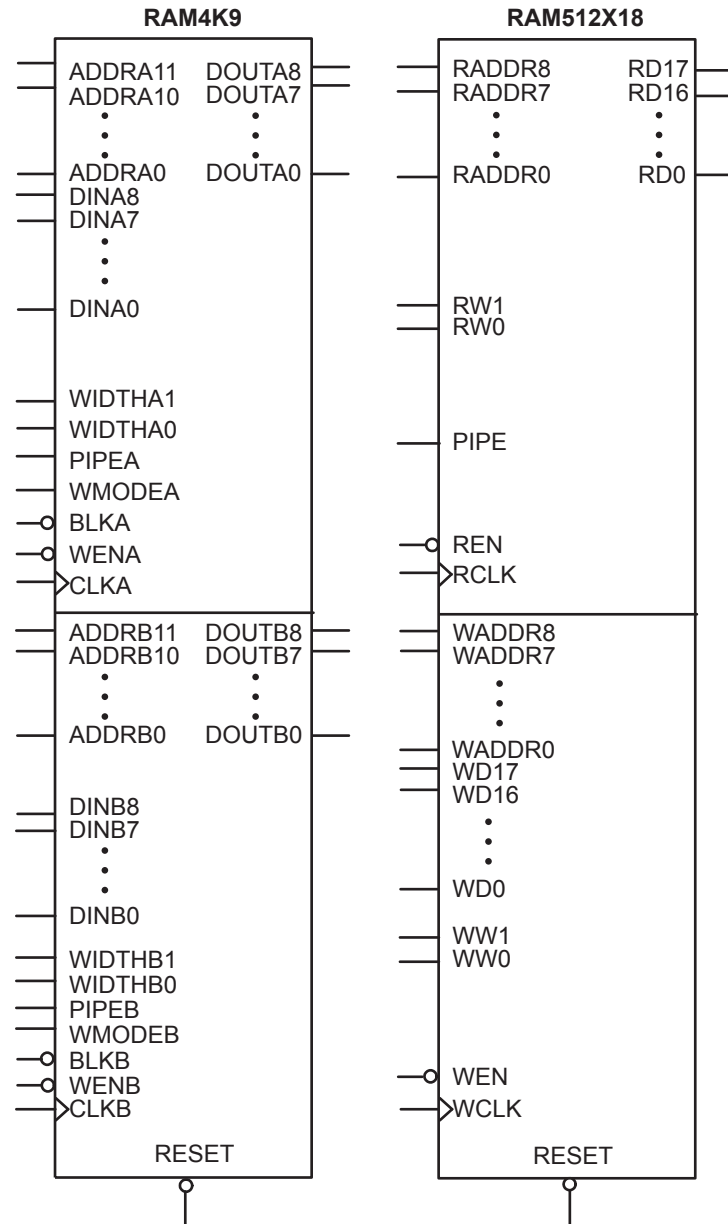 RAM4K9
ADDRA11 DOUTA8
ADDRA10 DOUTA7
ADDRA0 DOUTA0
DINA8
DINA7
DINA0
WIDTHA1
WIDTHA0
PIPEA
WMODEA
BLKA
WENA
CLKA
ADDRB11 DOUTB8
ADDRB10 DOUTB7
ADDRB0 DOUTB0
DINB8
DINB7
DINB0
WIDTHB1
WIDTHB0
PIPEB
WMODEB
BLKB
WENB
CLKB
RESET
RAM512X18
RADDR8 RD17
RADDR7 RD16
RADDR0 RD0
RW1
RW0
PIPE
REN
RCLK
WADDR8
WADDR7
WADDR0
WD17
WD16
WD0
WW1
WW0
WEN
WCLK
RESET